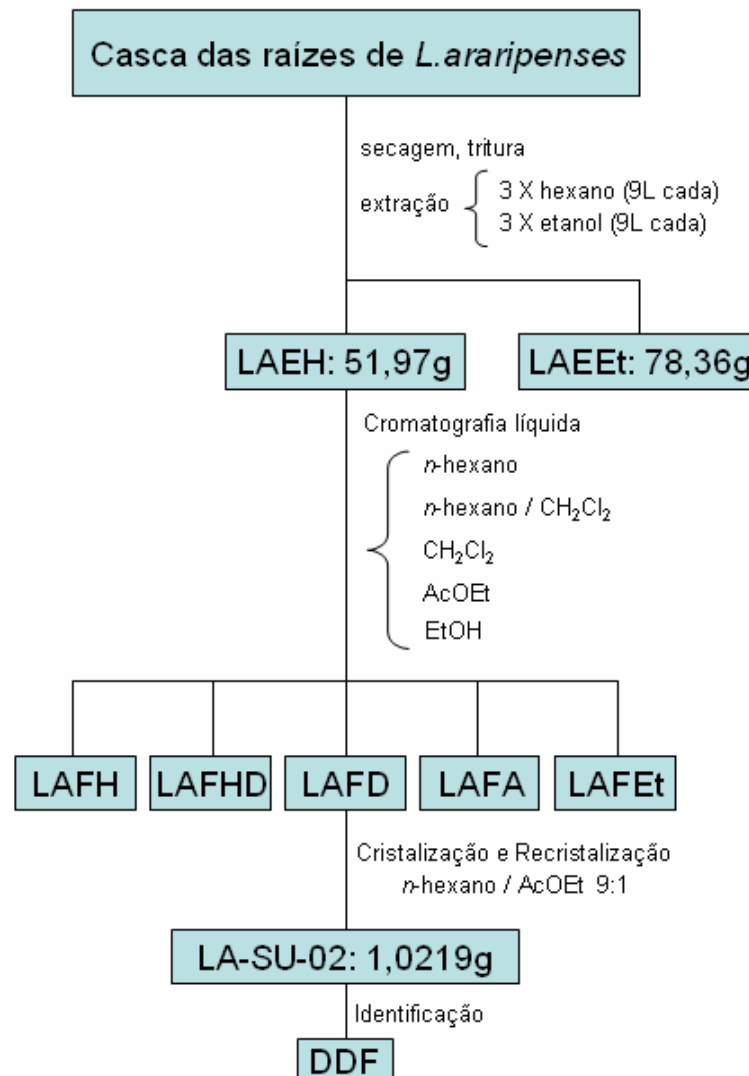 Casca das raízes de L.araripenses
secagem, tritura
extração
3 X hexano (9L cada)
3 X etanol (9L cada)
LAEH: 51,97g
LAEEt: 78,36g
Cromatografia líquida
n-hexano
n-hexano / CH₂Cl₂
CH₂Cl₂
AcOEt
EtOH
LAFH
LAFHD
LAFD
LAFA
LAFEt
Cristalização e Recristalização
n-hexano / AcOEt 9:1
LA-SU-02: 1,0219g
Identificação
DDF